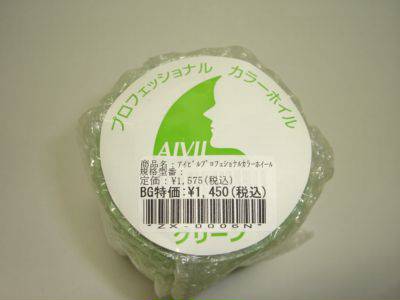 プロフェッショナル カラーホイル
AIVIL
商品名:アイビルプロフェショナルカラーホイール
規格型番:
定価:¥1,575(税込)
BG特価:¥1,450(税込)
ZX-0006N
グリーン